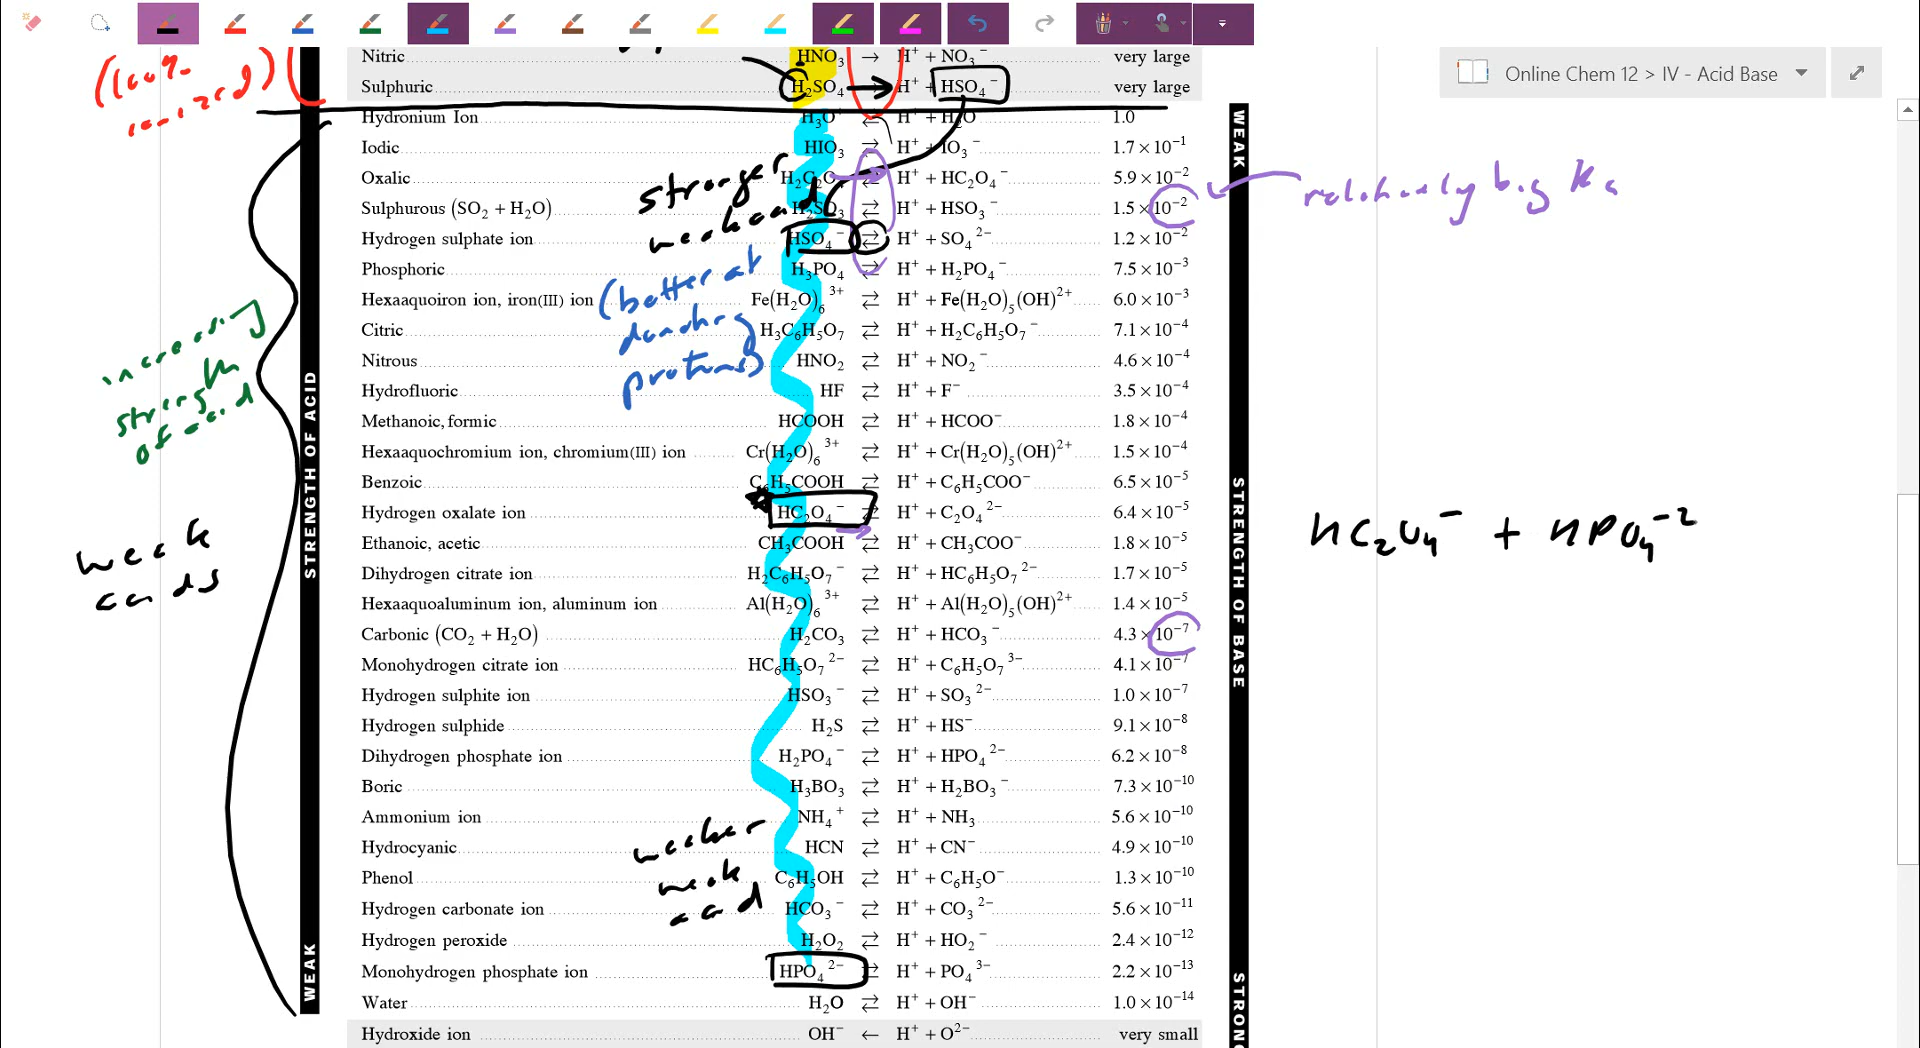 Online Chem 12 > IV - Acid Base
Nitric HNO₃ → H⁺ + NO₃⁻ very large
Sulphuric H₂SO₄ → H⁺ + HSO₄⁻ very large
Hydronium Ion H₃O⁺ ⇄ H⁺ + H₂O 1.0
Iodic HIO₃ ⇄ H⁺ + IO₃⁻ 1.7 × 10⁻¹
Oxalic H₂C₂O₄ ⇄ H⁺ + HC₂O₄⁻ 5.9 × 10⁻²
Sulphurous (SO₂ + H₂O) H₂SO₃ ⇄ H⁺ + HSO₃⁻ 1.5 × 10⁻²
Hydrogen sulphate ion HSO₄⁻ ⇄ H⁺ + SO₄²⁻ 1.2 × 10⁻²
Phosphoric H₃PO₄ ⇄ H⁺ + H₂PO₄⁻ 7.5 × 10⁻³
Hexaaquoiron ion, iron(III) ion Fe(H₂O)₆³⁺ ⇄ H⁺ + Fe(H₂O)₅(OH)²⁺ 6.0 × 10⁻³
Citric H₃C₆H₅O₇ ⇄ H⁺ + H₂C₆H₅O₇⁻ 7.1 × 10⁻⁴
Nitrous HNO₂ ⇄ H⁺ + NO₂⁻ 4.6 × 10⁻⁴
Hydrofluoric HF ⇄ H⁺ + F⁻ 3.5 × 10⁻⁴
Methanoic, formic HCOOH ⇄ H⁺ + HCOO⁻ 1.8 × 10⁻⁴
Hexaaquochromium ion, chromium(III) ion Cr(H₂O)₆³⁺ ⇄ H⁺ + Cr(H₂O)₅(OH)²⁺ 1.5 × 10⁻⁴
Benzoic C₆H₅COOH ⇄ H⁺ + C₆H₅COO⁻ 6.5 × 10⁻⁵
Hydrogen oxalate ion HC₂O₄⁻ ⇄ H⁺ + C₂O₄²⁻ 6.4 × 10⁻⁵
Ethanoic, acetic CH₃COOH ⇄ H⁺ + CH₃COO⁻ 1.8 × 10⁻⁵
Dihydrogen citrate ion H₂C₆H₅O₇⁻ ⇄ H⁺ + HC₆H₅O₇²⁻ 1.7 × 10⁻⁵
Hexaaquoaluminum ion, aluminum ion Al(H₂O)₆³⁺ ⇄ H⁺ + Al(H₂O)₅(OH)²⁺ 1.4 × 10⁻⁵
Carbonic (CO₂ + H₂O) H₂CO₃ ⇄ H⁺ + HCO₃⁻ 4.3 × 10⁻⁷
Monohydrogen citrate ion HC₆H₅O₇²⁻ ⇄ H⁺ + C₆H₅O₇³⁻ 4.1 × 10⁻⁷
Hydrogen sulphite ion HSO₃⁻ ⇄ H⁺ + SO₃²⁻ 1.0 × 10⁻⁷
Hydrogen sulphide H₂S ⇄ H⁺ + HS⁻ 9.1 × 10⁻⁸
Dihydrogen phosphate ion H₂PO₄⁻ ⇄ H⁺ + HPO₄²⁻ 6.2 × 10⁻⁸
Boric H₃BO₃ ⇄ H⁺ + H₂BO₃⁻ 7.3 × 10⁻¹⁰
Ammonium ion NH₄⁺ ⇄ H⁺ + NH₃ 5.6 × 10⁻¹⁰
Hydrocyanic HCN ⇄ H⁺ + CN⁻ 4.9 × 10⁻¹⁰
Phenol C₆H₅OH ⇄ H⁺ + C₆H₅O⁻ 1.3 × 10⁻¹⁰
Hydrogen carbonate ion HCO₃⁻ ⇄ H⁺ + CO₃²⁻ 5.6 × 10⁻¹¹
Hydrogen peroxide H₂O₂ ⇄ H⁺ + HO₂⁻ 2.4 × 10⁻¹²
Monohydrogen phosphate ion HPO₄²⁻ ⇄ H⁺ + PO₄³⁻ 2.2 × 10⁻¹³
Water H₂O ⇄ H⁺ + OH⁻ 1.0 × 10⁻¹⁴
Hydroxide ion OH⁻ ← H⁺ + O²⁻ very small
STRENGTH OF ACID
WEAK
WEAK
STRENGTH OF BASE
STRONG
(100%
ionized)
increasing
strength
of acid
weak
acids
stronger
weak acid
(better at
donating
protons)
weaker
weak
acid
relatively big Ka
HC₂O₄⁻ + HPO₄⁻²